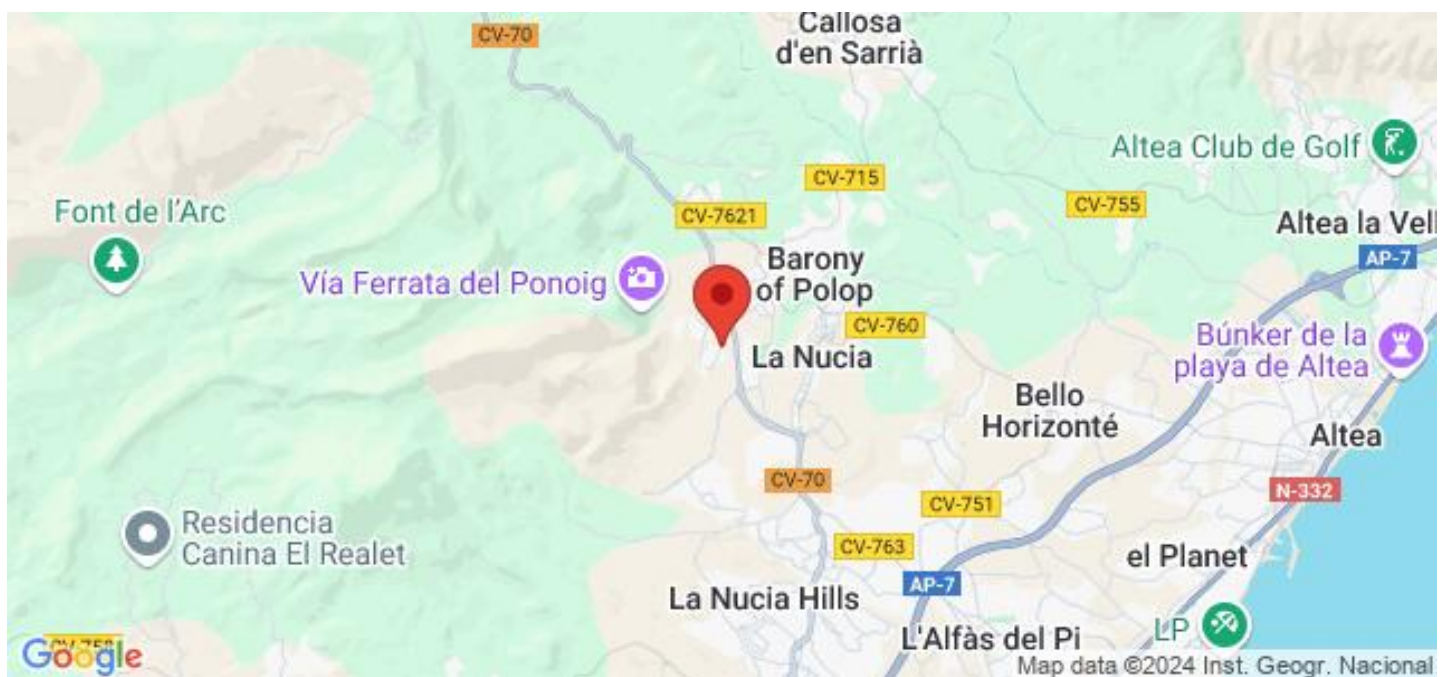 Callosa
d'en Sarrià
CV-70
Altea Club de Golf
CV-715
CV-755
Font de l'Arc
CV-7621
Altea la Vell
AP-7
Barony
of Polop
Vía Ferrata del Ponoig
CV-760
Búnker de la
playa de Altea
La Nucia
Bello
Horizonté
Altea
CV-70
N-332
CV-751
Residencia
Canina El Realet
CV-763
el Planet
AP-7
La Nucia Hills
L'Alfàs del Pi
LP
Google
Map data ©2024 Inst. Geogr. Nacional